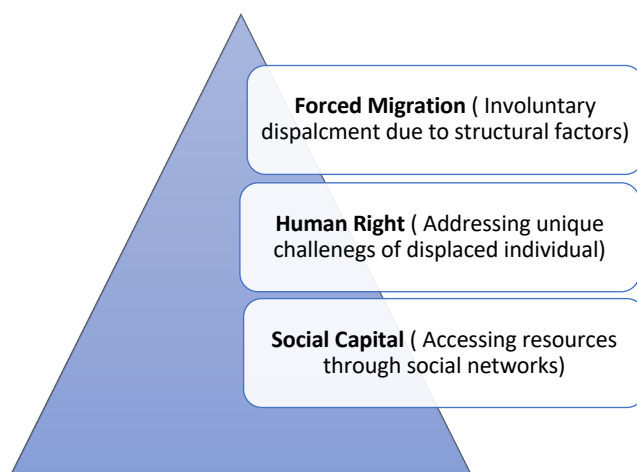 Forced Migration ( Involuntary
dispalcment due to structural factors)
Human Right ( Addressing unique
challenegs of displaced individual)
Social Capital ( Accessing resources
through social networks)